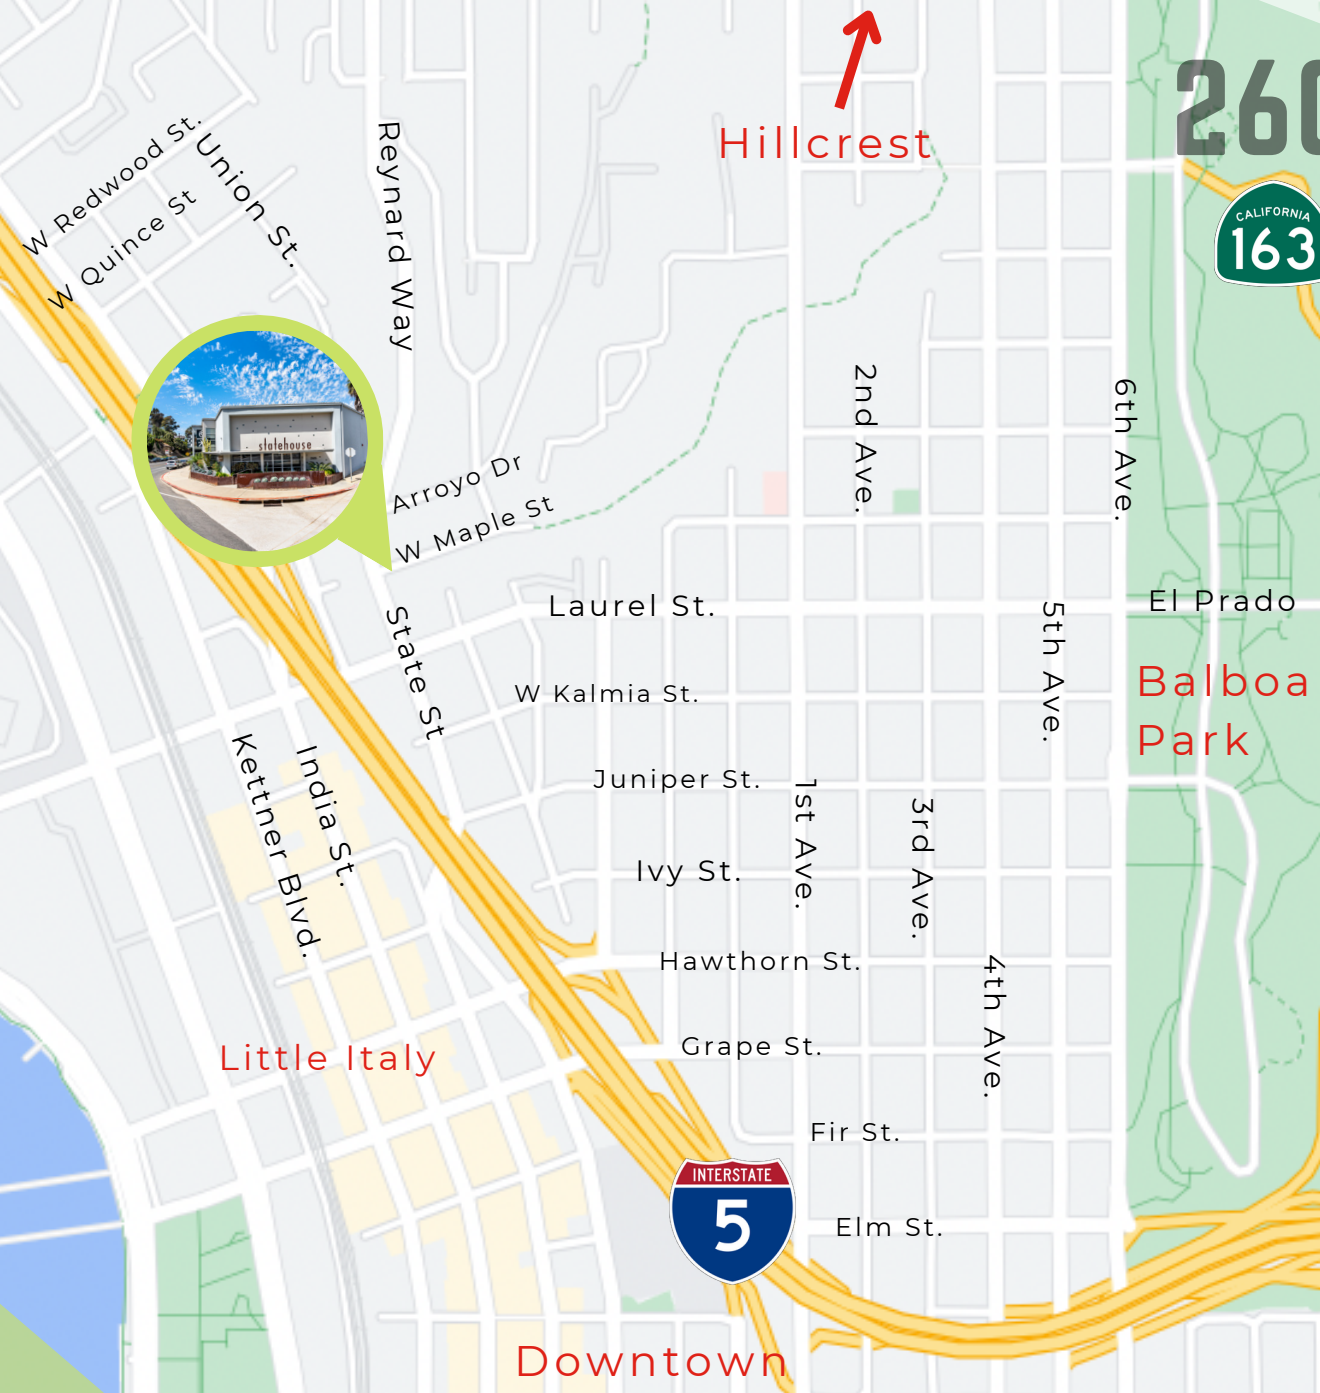 260
Hillcrest
W Redwood St.
Union St.
Reynard Way
W Quince St
CALIFORNIA
163
statehouse
2nd Ave.
6th Ave.
Arroyo Dr
W Maple St
Laurel St.
El Prado
State St
5th Ave.
Balboa
Park
W Kalmia St.
Kettner Blvd.
India St.
Juniper St.
1st Ave.
3rd Ave.
Ivy St.
Hawthorn St.
4th Ave.
Little Italy
Grape St.
Fir St.
INTERSTATE
5
Elm St.
Downtown